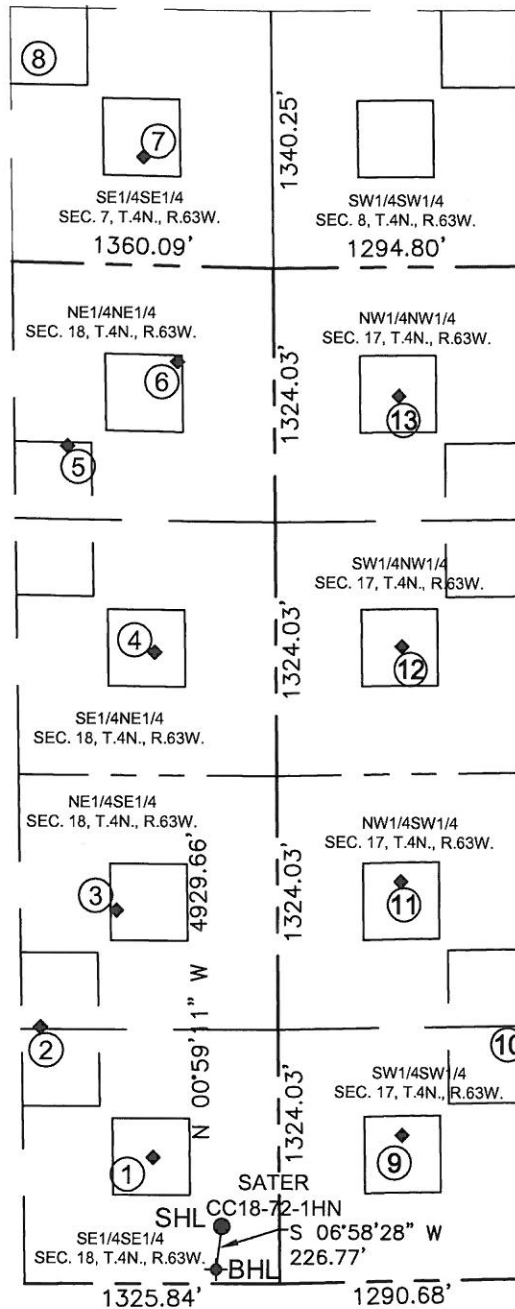 8
7
1340.25'
SE1/4SE1/4
SEC. 7, T.4N., R.63W.
1360.09'
SW1/4SW1/4
SEC. 8, T.4N., R.63W.
1294.80'
NE1/4NE1/4
SEC. 18, T.4N., R.63W.
NW1/4NW1/4
SEC. 17, T.4N., R.63W.
6
1324.03'
13
5
SW1/4NW1/4
SEC. 17, T.4N., R.63W.
4
1324.03'
12
SE1/4NE1/4
SEC. 18, T.4N., R.63W.
NE1/4SE1/4
SEC. 18, T.4N., R.63W.
NW1/4SW1/4
SEC. 17, T.4N., R.63W.
3
N 00°59'11" W 4929.66'
1324.03'
11
2
10
SW1/4SW1/4
SEC. 17, T.4N., R.63W.
1324.03'
1
9
SATER
CC18-72-1HN
SHL
S 06°58'28" W
226.77'
SE1/4SE1/4
SEC. 18, T.4N., R.63W.
BHL
1325.84'
1290.68'